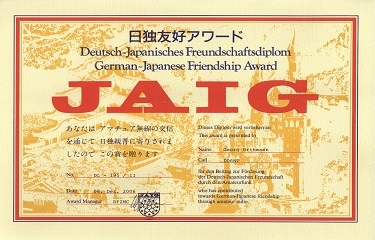 日独友好アワード
Deutsch-Japanisches Freundschaftsdiplom
German-Japanese Friendship Award
JAIG
あなたは アマチュア無線の交信
を通じて 日独親善に寄与されま
したので この賞を贈ります
Dieses Diplom wird verliehen an
This award is presented to
Name
Call
für den Beitrag zur Förderung
der Deutsch-Japanischen Freundschaft
durch den Amateurfunk
who has contributed
towards German-Japanese friendship
through amateur radio
No.
Date 06. Dez. 2006
Award Manager DF2MC